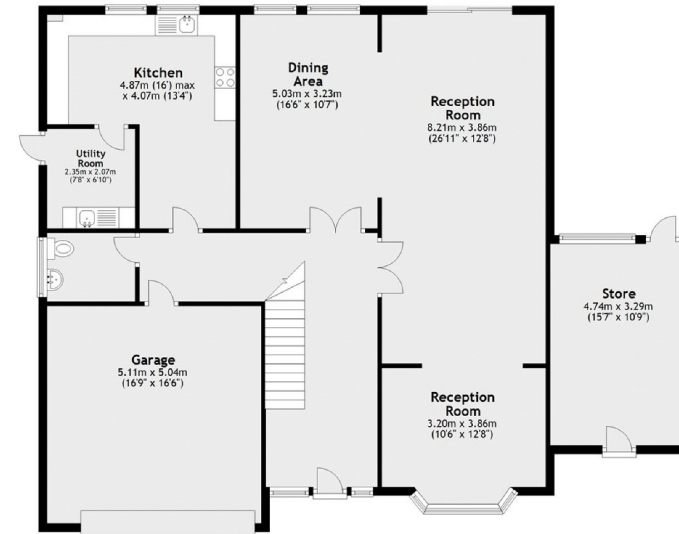 Kitchen
4.87m (16') max
x 4.07m (13'4")
Dining
Area
5.03m x 3.23m
(16'6" x 10'7")
Reception
Room
8.21m x 3.86m
(26'11" x 12'8")
Utility
Room
2.35m x 2.07m
(7'8" x 6'10")
Store
4.74m x 3.29m
(15'7" x 10'9")
Garage
5.11m x 5.04m
(16'9" x 16'6")
Reception
Room
3.20m x 3.86m
(10'6" x 12'8")